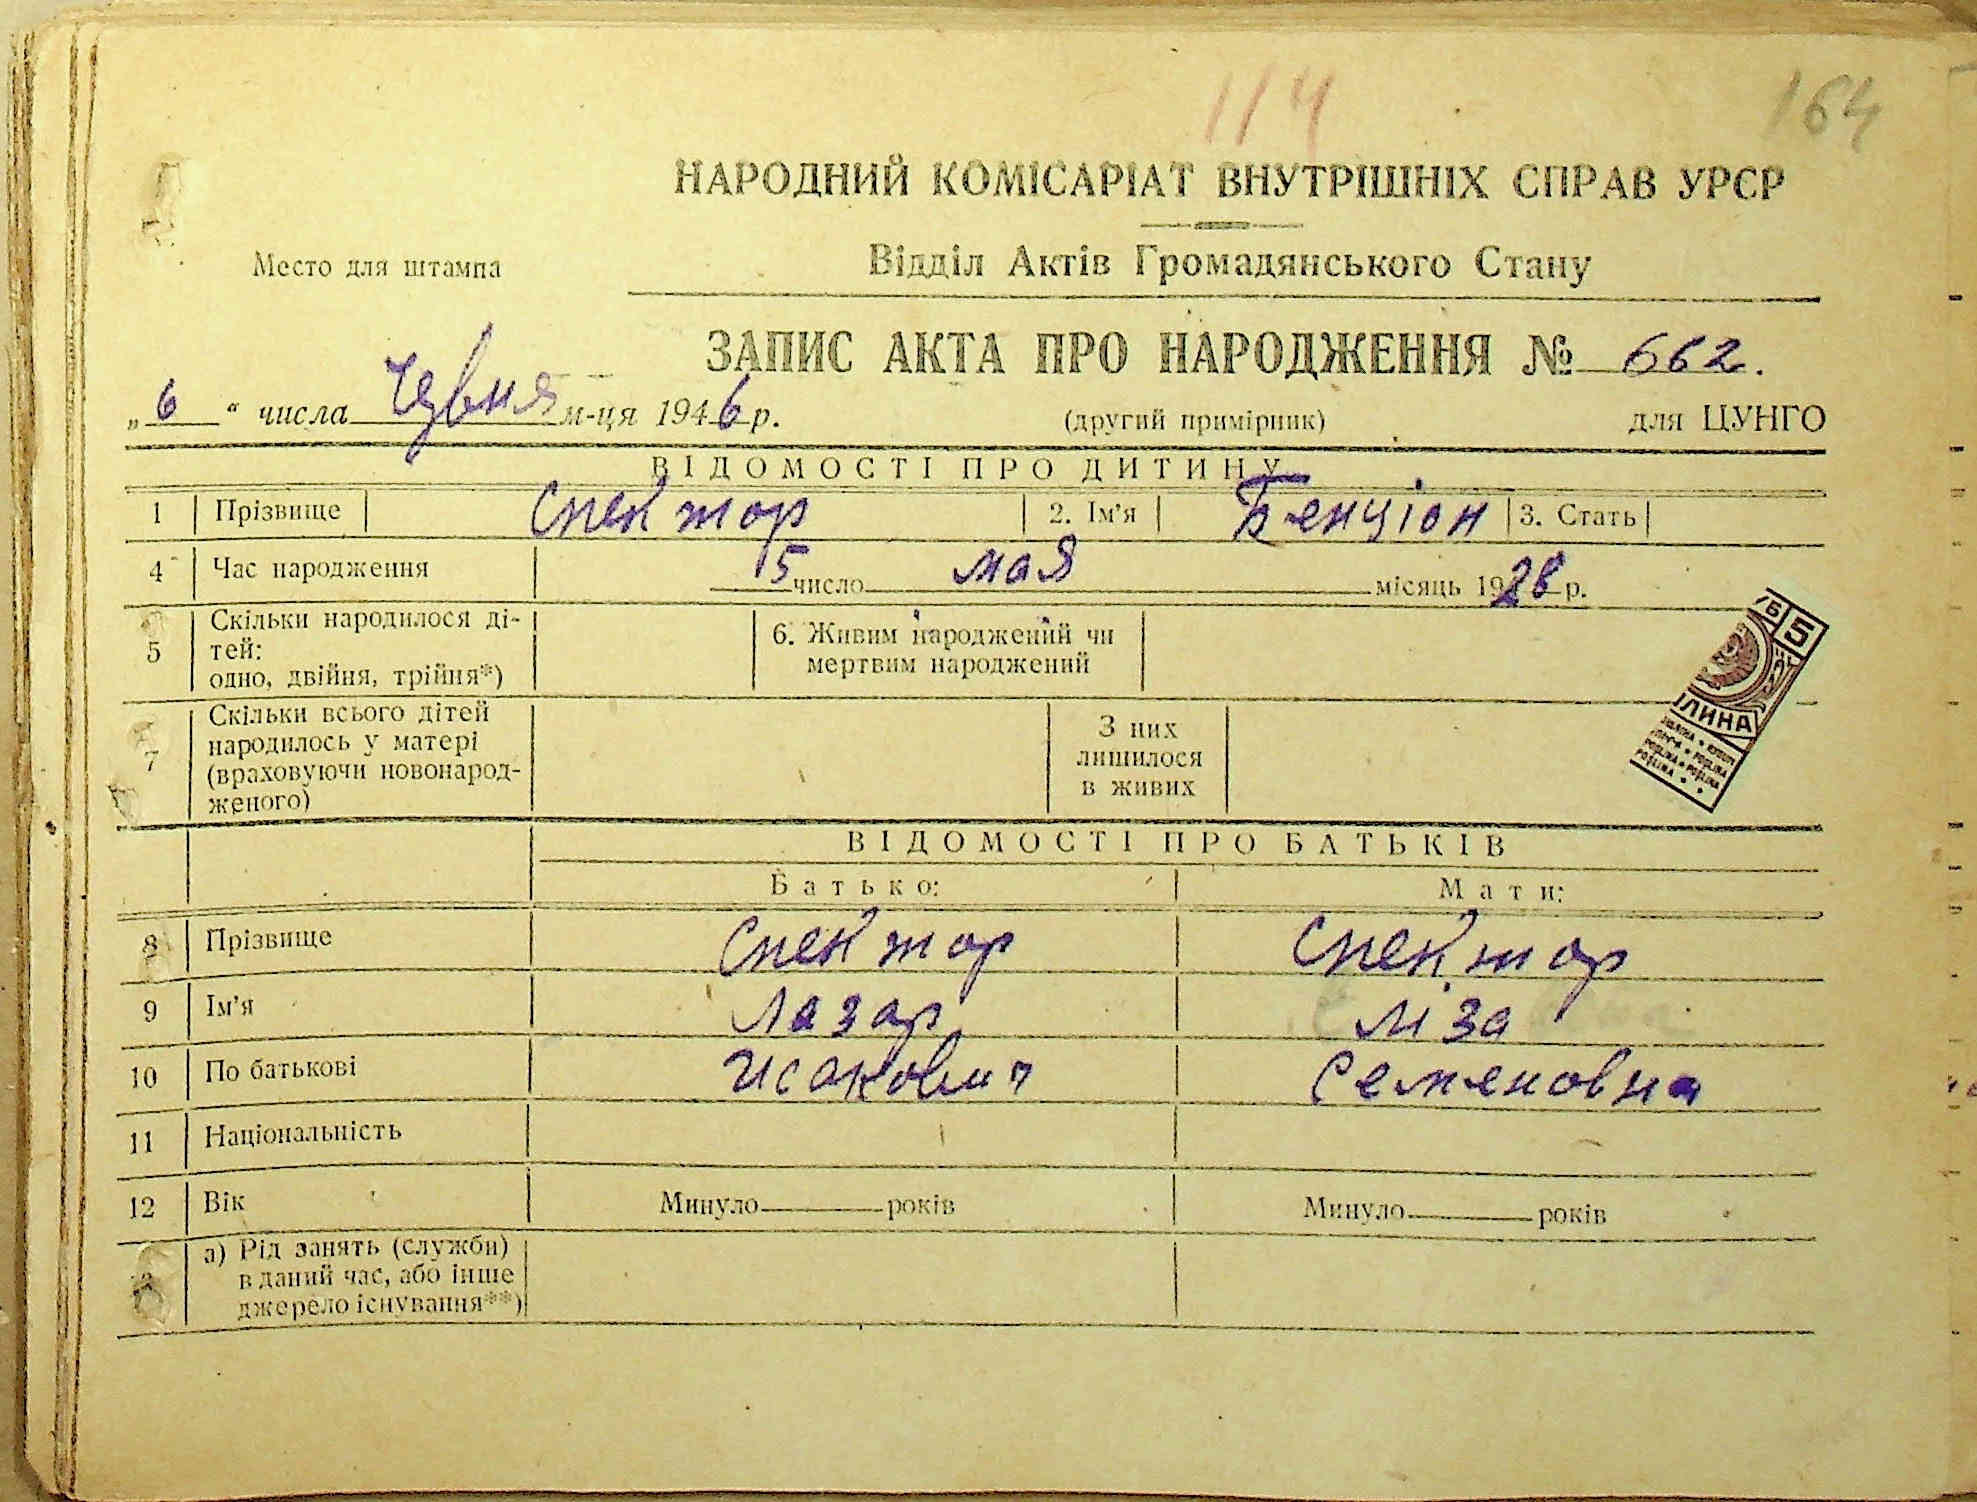 114
164
НАРОДНИЙ КОМІСАРІАТ ВНУТРІШНІХ СПРАВ УРСР
Место для штампа
Відділ Актів Громадянського Стану
ЗАПИС АКТА ПРО НАРОДЖЕННЯ № 662.
„6“ числа Червня м-ця 1946 р. (другий примірник) для ЦУНГО
ВІДОМОСТІ ПРО ДИТИНУ
1 Прізвище Спектор 2. Ім'я Бенціон 3. Стать
4 Час народження 15 число мая місяць 1928 р.
5 Скільки народилося ді-
тей:
одно, двійня, трійня*)
6. Живим народжений чи
мертвим народжений
7 Скільки всього дітей
народилось у матері
(враховуючи новонарод-
женого)
З них
лишилося
в живих
5
ВІДОМОСТІ ПРО БАТЬКІВ
Батько: Мати:
8 Прізвище Спектор Спектор
9 Ім'я Лазар Ліза
10 По батькові Исакович Семеновна
11 Національність
12 Вік Минуло років Минуло років
а) Рід занять (служби)
в даний час, або інше
джерело існування**)